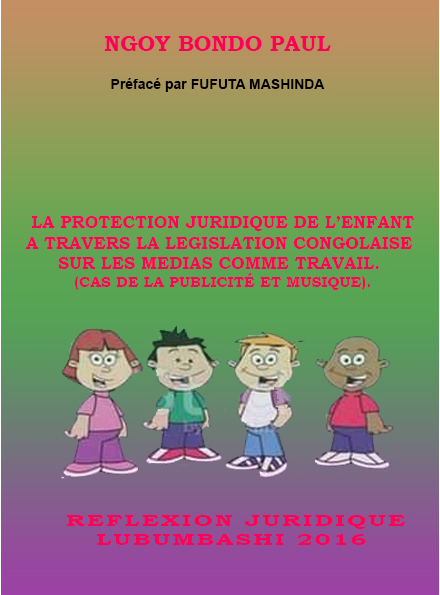 NGOY BONDO PAUL
Préfacé par FUFUTA MASHINDA
LA PROTECTION JURIDIQUE DE L'ENFANT
A TRAVERS LA LEGISLATION CONGOLAISE
SUR LES MEDIAS COMME TRAVAIL.
(CAS DE LA PUBLICITÉ ET MUSIQUE).
REFLEXION JURIDIQUE
LUBUMBASHI 2016